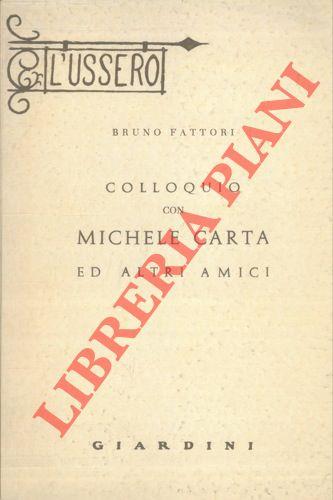 L'USSERO
BRUNO FATTORI
COLLOQUIO
CON
MICHELE CARTA
ED ALTRI AMICI
LIBRERIA PIANI
GIARDINI